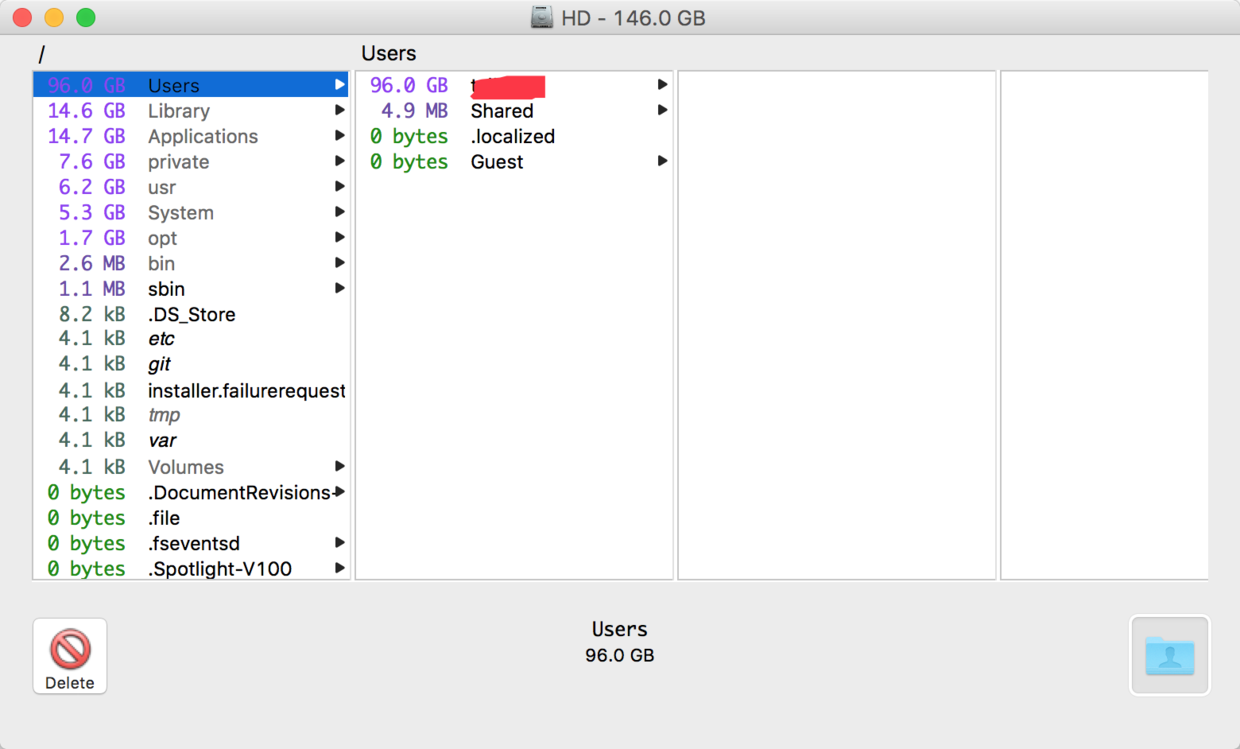 HD - 146.0 GB
/
Users
96.0 GB Users
14.6 GB Library
14.7 GB Applications
7.6 GB private
6.2 GB usr
5.3 GB System
1.7 GB opt
2.6 MB bin
1.1 MB sbin
8.2 kB .DS_Store
4.1 kB etc
4.1 kB git
4.1 kB installer.failurerequest
4.1 kB tmp
4.1 kB var
4.1 kB Volumes
0 bytes .DocumentRevisions-
0 bytes .file
0 bytes .fseventsd
0 bytes .Spotlight-V100
96.0 GB
4.9 MB Shared
0 bytes .localized
0 bytes Guest
Delete
Users
96.0 GB